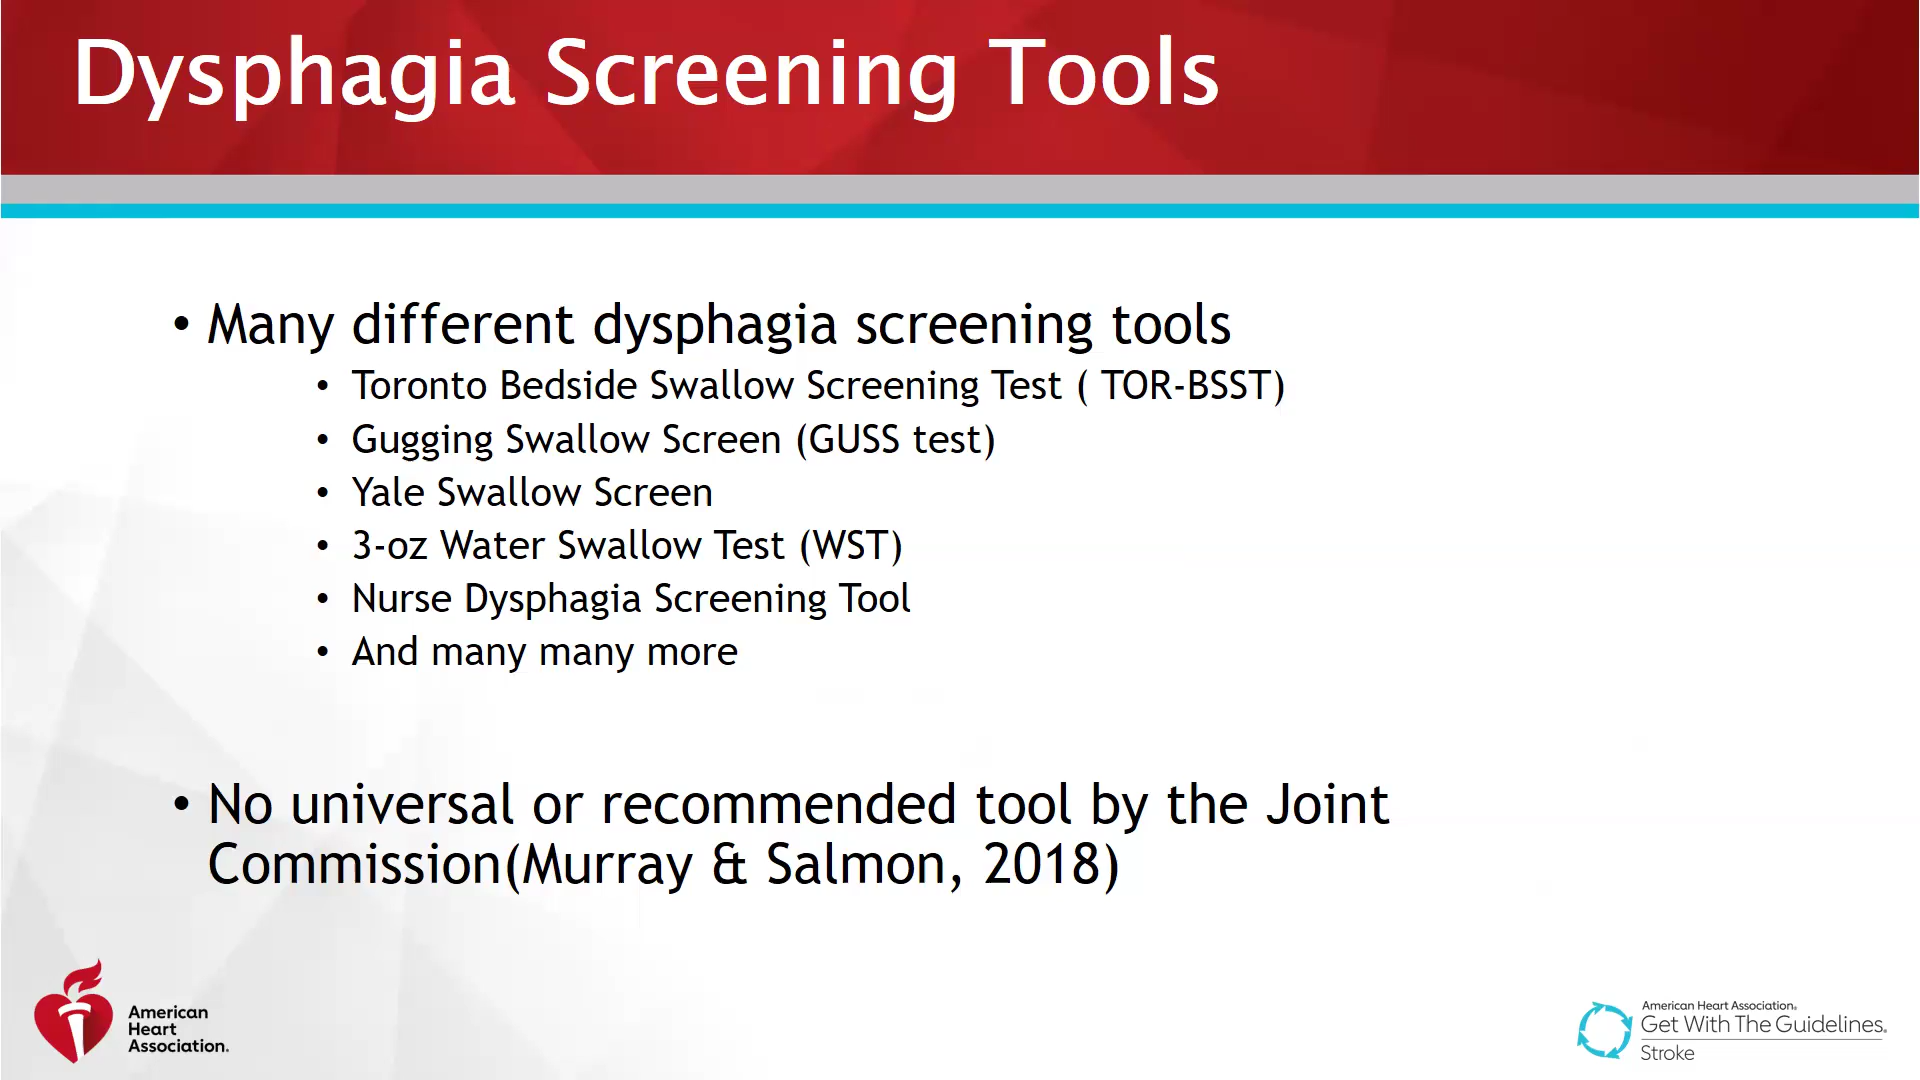 Dysphagia Screening Tools
• Many different dysphagia screening tools
• Toronto Bedside Swallow Screening Test ( TOR-BSST)
• Gugging Swallow Screen (GUSS test)
• Yale Swallow Screen
• 3-oz Water Swallow Test (WST)
• Nurse Dysphagia Screening Tool
• And many many more
• No universal or recommended tool by the Joint
Commission(Murray & Salmon, 2018)
American
Heart
Association.
American Heart Association.
Get With The Guidelines.
Stroke